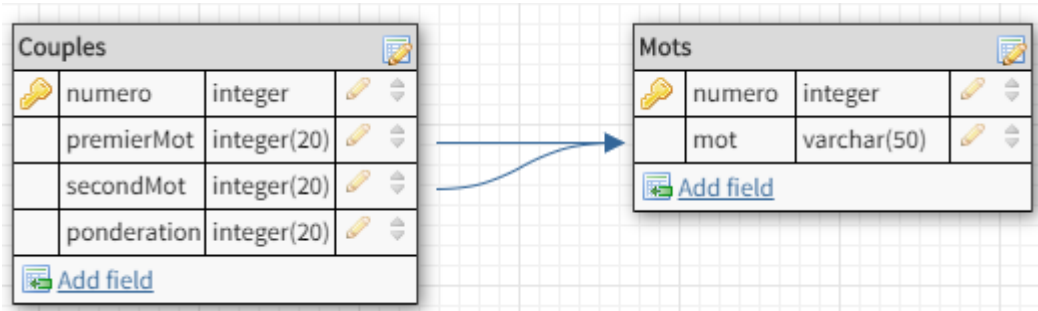 Couples
numero integer
premierMot integer(20)
secondMot integer(20)
ponderation integer(20)
Add field
Mots
numero integer
mot varchar(50)
Add field